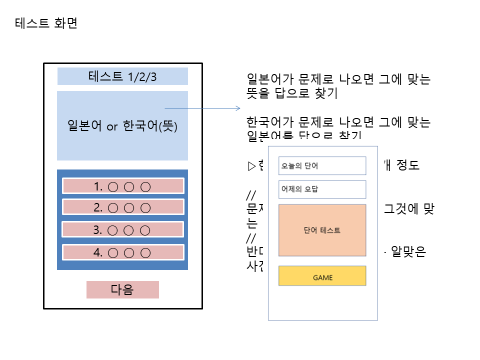 테스트 화면
테스트 1/2/3
일본어 or 한국어(뜻)
1. ○ ○ ○
2. ○ ○ ○
3. ○ ○ ○
4. ○ ○ ○
다음
일본어가 문제로 나오면 그에 맞는
뜻을 답으로 찾기
한국어가 문제로 나오면 그에 맞는
일본어를 답으로 찾기
▷ 개 정도
//
그것에 맞
는
//
알맞은
오늘의 단어
어제의 오답
단어 테스트
GAME